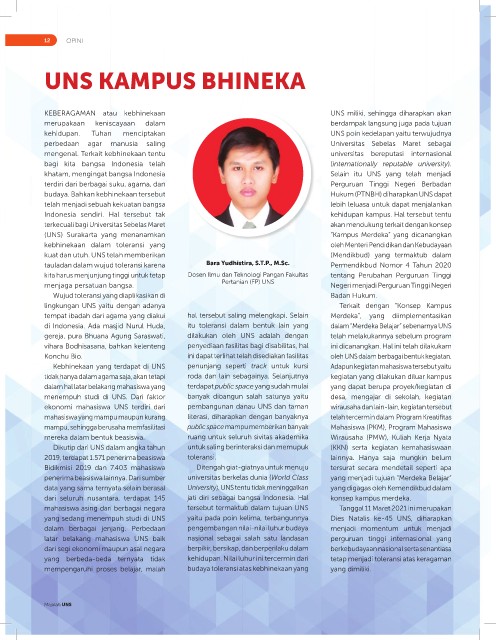 12 OPINI
UNS KAMPUS BHINEKA
KEBERAGAMAN atau kebhinekaan
merupakaan keniscayaan dalam
kehidupan. Tuhan menciptakan
perbedaan agar manusia saling
mengenal. Terkait kebhinekaan tentu
bagi kita bangsa Indonesia telah
khatam, mengingat bangsa Indonesia
terdiri dari berbagai suku, agama, dan
budaya. Bahkan kebhinekaan tersebut
telah menjadi sebuah kekuatan bangsa
Indonesia sendiri. Hal tersebut tak
terkecuali bagi Universitas Sebelas Maret
(UNS) Surakarta yang menanamkan
kebhinekaan dalam toleransi yang
kuat dan utuh. UNS telah memberikan
tauladan dalam wujud toleransi karena
kita harus menjunjung tinggi untuk tetap
menjaga persatuan bangsa.
Wujud toleransi yang diaplikasikan di
lingkungan UNS yaitu dengan adanya
tempat ibadah dari agama yang diakui
di Indonesia. Ada masjid Nurul Huda,
gereja, pura Bhuana Agung Saraswati,
vihara Bodhisasana, bahkan kelenteng
Konchu Bio.
Kebhinekaan yang terdapat di UNS
tidak hanya dalam agama saja, akan tetapi
dalam hal latar belakang mahasiswa yang
menempuh studi di UNS. Dari faktor
ekonomi mahasiswa UNS terdiri dari
mahasiswa yang mampu maupun kurang
mampu, sehingga berusaha memfasilitasi
mereka dalam bentuk beasiswa.
Dikutip dari UNS dalam angka tahun
2019, terdapat 1.571 penerima beasiswa
Bidikmisi 2019 dan 7.403 mahasiswa
penerima beasiswa lainnya. Dari sumber
data yang sama ternyata selain berasal
dari seluruh nusantara, terdapat 145
mahasiswa asing dari berbagai negara
yang sedang menempuh studi di UNS
dalam berbagai jenjang. Perbedaan
latar belakang mahasiswa UNS baik
dari segi ekonomi maupun asal negara
yang berbeda-beda ternyata tidak
mempengaruhi proses belajar, malah
Bara Yudhistira, S.T.P., M.Sc.
Dosen Ilmu dan Teknologi Pangan Fakultas
Pertanian (FP) UNS
hal tersebut saling melengkapi. Selain
itu toleransi dalam bentuk lain yang
dilakukan oleh UNS adalah dengan
penyediaan fasilitas bagi disabilitas, hal
ini dapat terlihat telah disediakan fasilitas
penunjang seperti track untuk kursi
roda dan lain sebagainya. Selanjutnya
terdapat public space yang sudah mulai
banyak dibangun salah satunya yaitu
pembangunan danau UNS dan taman
literasi, diharapkan dengan banyaknya
public space mampu memberikan banyak
ruang untuk seluruh sivitas akademika
untuk saling berinteraksi dan memupuk
toleransi.
Ditengah giat-giatnya untuk menuju
universitas berkelas dunia (World Class
University), UNS tentu tidak meninggalkan
jati diri sebagai bangsa Indonesia. Hal
tersebut termaktub dalam tujuan UNS
yaitu pada poin kelima, terbangunnya
pengembangan nilai-nilai luhur budaya
nasional sebagai salah satu landasan
berpikir, bersikap, dan berperilaku dalam
kehidupan. Nilai luhur ini tercermin dari
budaya toleransi atas kebhinekaan yang
UNS miliki, sehingga diharapkan akan
berdampak langsung juga pada tujuan
UNS poin kedelapan yaitu terwujudnya
Universitas Sebelas Maret sebagai
universitas bereputasi internasional
(internationally reputable university).
Selain itu UNS yang telah menjadi
Perguruan Tinggi Negeri Berbadan
Hukum (PTNBH) diharapkan UNS dapat
lebih leluasa untuk dapat menjalankan
kehidupan kampus. Hal tersebut tentu
akan mendukung terkait dengan konsep
“Kampus Merdeka” yang dicanangkan
oleh Menteri Pendidikan dan Kebudayaan
(Mendikbud) yang termaktub dalam
Permendikbud Nomor 4 Tahun 2020
tentang Perubahan Perguruan Tinggi
Negeri menjadi Perguruan Tinggi Negeri
Badan Hukum.
Terkait dengan “Konsep Kampus
Merdeka”, yang diimplementasikan
dalam “Merdeka Belajar” sebenarnya UNS
telah melakukannya sebelum program
ini dicanangkan. Hal ini telah dilakukan
oleh UNS dalam berbagai bentuk kegiatan.
Adapun kegiatan mahasiswa tersebut yaitu
kegiatan yang dilakukan diluar kampus
yang dapat berupa proyek/kegiatan di
desa, mengajar di sekolah, kegiatan
wirausaha dan lain-lain, kegiatan tersebut
telah tercermin dalam Program Kreatifitas
Mahasiswa (PKM), Program Mahasiswa
Wirausaha (PMW), Kuliah Kerja Nyata
(KKN) serta kegiatan kemahasiswaan
lainnya. Hanya saja mungkin belum
tersurat secara mendetail seperti apa
yang menjadi tujuan “Merdeka Belajar”
yang digagas oleh Kemendikbud dalam
konsep kampus merdeka.
Tanggal 11 Maret 2021 ini merupakan
Dies Natalis ke-45 UNS, diharapkan
menjadi momentum untuk menjadi
perguruan tinggi internasional yang
berkebudayaan nasional serta senantiasa
tetap menjadi toleransi atas keragaman
yang dimiliki.
Majalah UNS